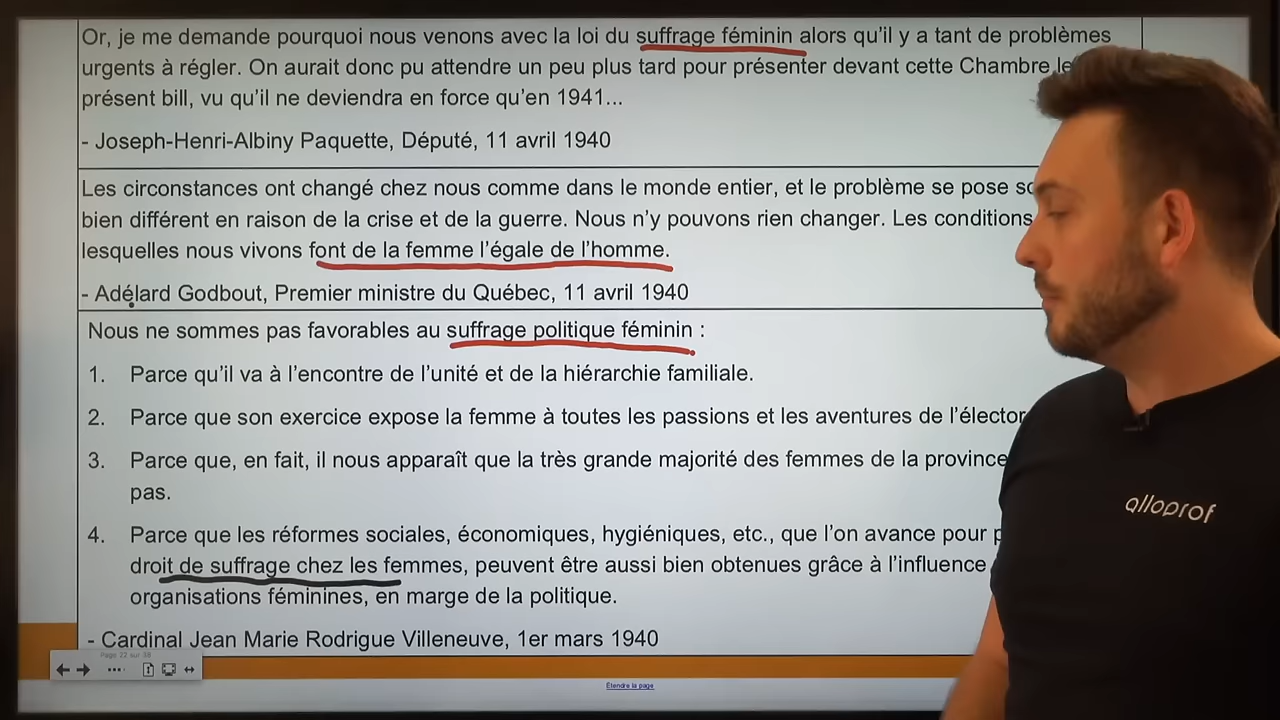 Or, je me demande pourquoi nous venons avec la loi du suffrage féminin alors qu'il y a tant de problèmes
urgents à régler. On aurait donc pu attendre un peu plus tard pour présenter devant cette Chambre le
présent bill, vu qu'il ne deviendra en force qu'en 1941...
- Joseph-Henri-Albiny Paquette, Député, 11 avril 1940
Les circonstances ont changé chez nous comme dans le monde entier, et le problème se pose
bien différent en raison de la crise et de la guerre. Nous n'y pouvons rien changer. Les conditions
lesquelles nous vivons font de la femme l'égale de l'homme.
- Adélard Godbout, Premier ministre du Québec, 11 avril 1940
Nous ne sommes pas favorables au suffrage politique féminin :
1. Parce qu'il va à l'encontre de l'unité et de la hiérarchie familiale.
2. Parce que son exercice expose la femme à toutes les passions et les aventures de
3. Parce que, en fait, il nous apparaît que la très grande majorité des femmes de la province
pas.
4. Parce que les réformes sociales, économiques, hygiéniques, etc., que l'on avance pour
droit de suffrage chez les femmes, peuvent être aussi bien obtenues grâce à l'influence
organisations féminines, en marge de la politique.
- Cardinal Jean Marie Rodrigue Villeneuve, 1er mars 1940
alloprof
Page 22 sur 38
Étendre la page